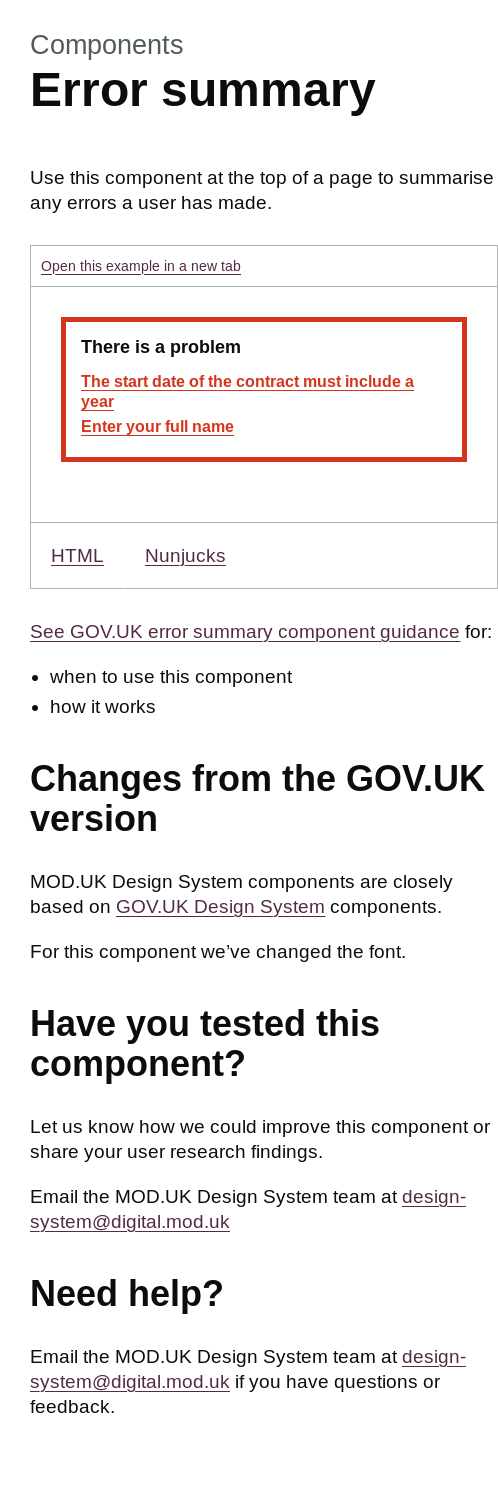 Components
Error summary
Use this component at the top of a page to summarise
any errors a user has made.
Open this example in a new tab
There is a problem
The start date of the contract must include a
year
Enter your full name
HTML Nunjucks
See GOV.UK error summary component guidance for:
• when to use this component
• how it works
Changes from the GOV.UK
version
MOD.UK Design System components are closely
based on GOV.UK Design System components.
For this component we’ve changed the font.
Have you tested this
component?
Let us know how we could improve this component or
share your user research findings.
Email the MOD.UK Design System team at design-
system@digital.mod.uk
Need help?
Email the MOD.UK Design System team at design-
system@digital.mod.uk if you have questions or
feedback.